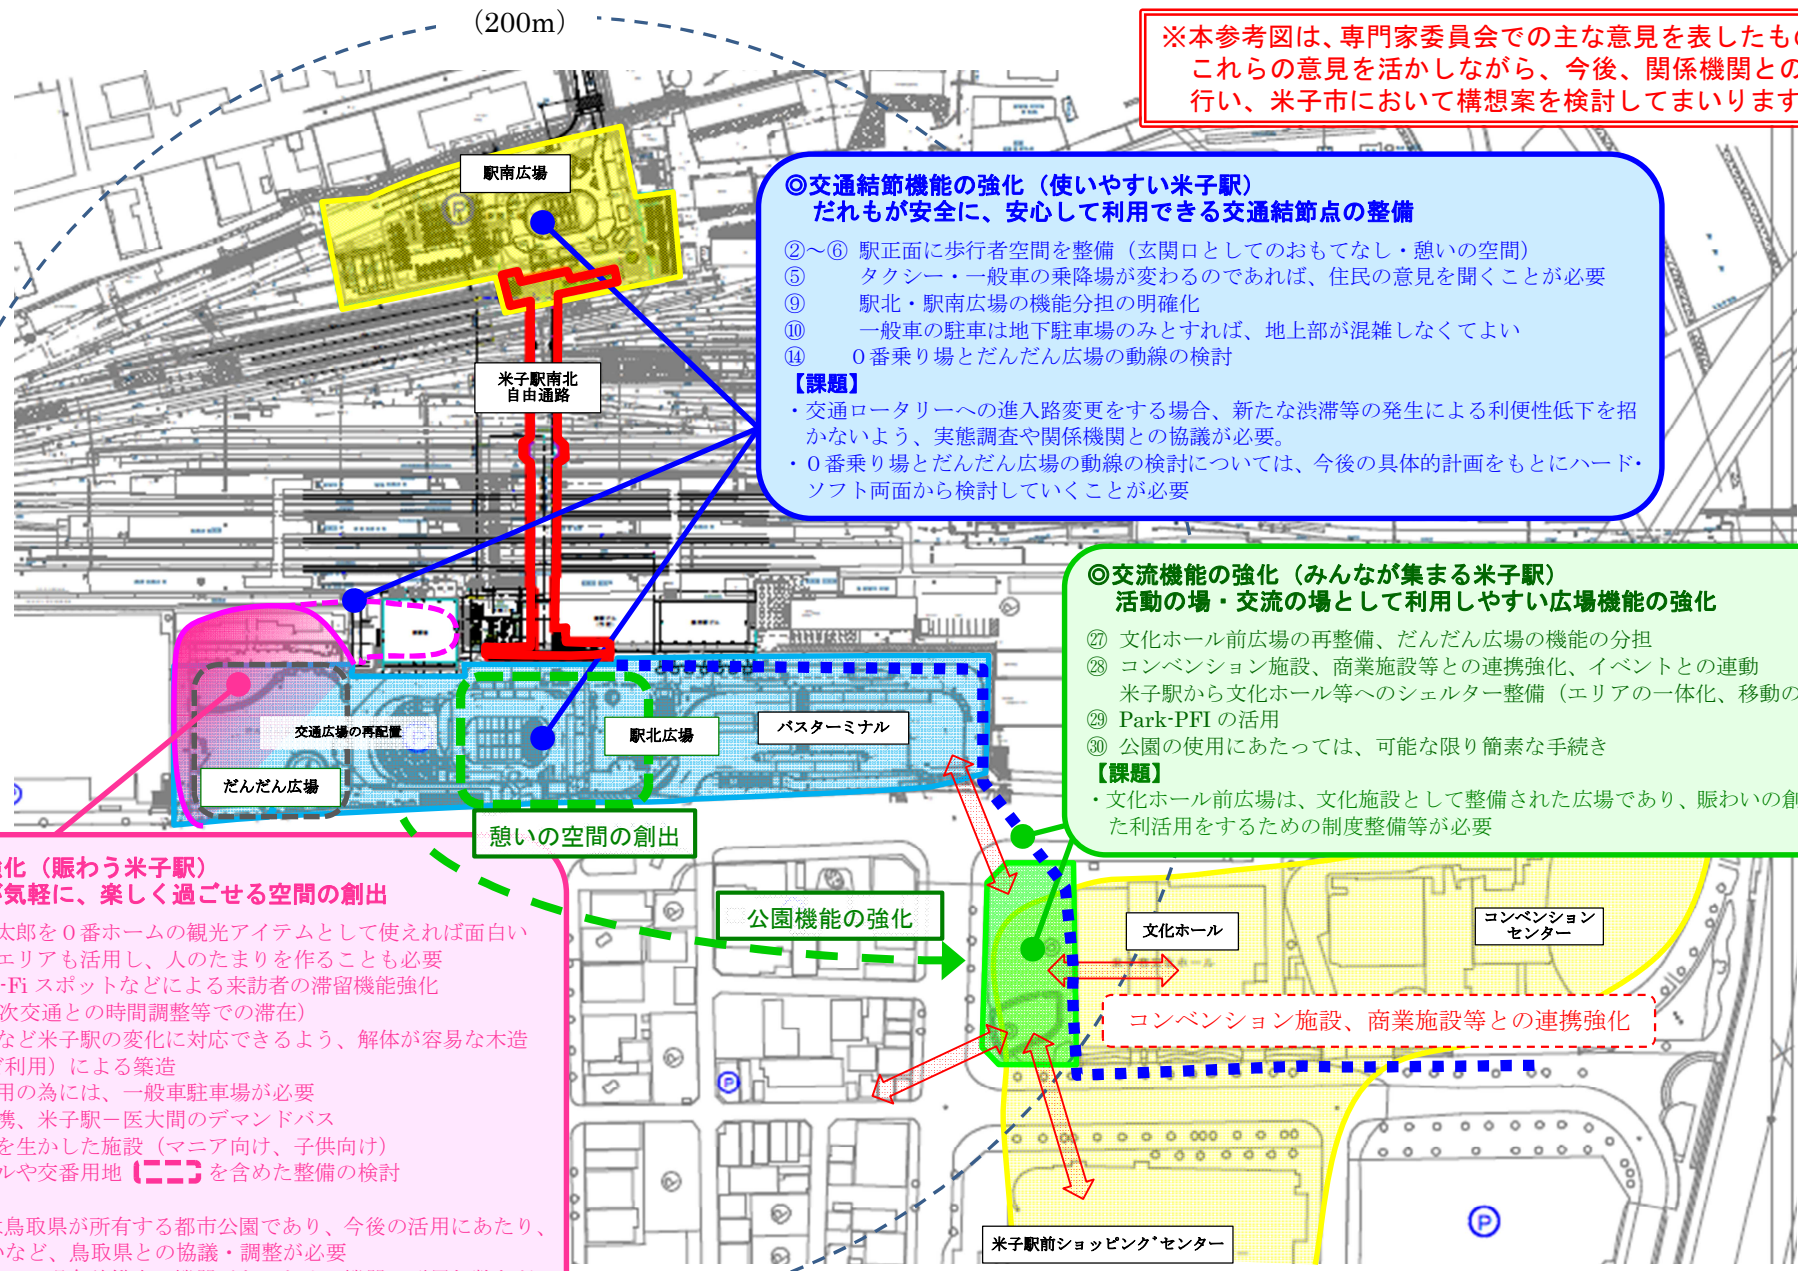 (200m)
※本参考図は、専門家委員会での主な意見を表したもの
これらの意見を活かしながら、今後、関係機関との
行い、米子市において構想案を検討してまいります
駅南広場
米子駅南北
自由通路
◎交通結節機能の強化（使いやすい米子駅）
だれもが安全に、安心して利用できる交通結節点の整備
②～⑥ 駅正面に歩行者空間を整備（玄関口としてのおもてなし・憩いの空間）
⑤ タクシー・一般車の乗降場が変わるのであれば、住民の意見を聞くことが必要
⑨ 駅北・駅南広場の機能分担の明確化
⑩ 一般車の駐車は地下駐車場のみとすれば、地上部が混雑しなくてよい
⑭ ０番乗り場とだんだん広場の動線の検討
【課題】
・交通ロータリーへの進入路変更をする場合、新たな渋滞等の発生による利便性低下を招
かないよう、実態調査や関係機関との協議が必要。
・０番乗り場とだんだん広場の動線の検討については、今後の具体的計画をもとにハード・
ソフト両面から検討していくことが必要
◎交流機能の強化（みんなが集まる米子駅）
活動の場・交流の場として利用しやすい広場機能の強化
㉗ 文化ホール前広場の再整備、だんだん広場の機能の分担
㉘ コンベンション施設、商業施設等との連携強化、イベントとの連動
米子駅から文化ホール等へのシェルター整備（エリアの一体化、移動の
㉙ Park-PFI の活用
㉚ 公園の使用にあたっては、可能な限り簡素な手続き
【課題】
・文化ホール前広場は、文化施設として整備された広場であり、賑わいの創
た利活用をするための制度整備等が必要
交通広場の再配置
駅北広場
バスターミナル
だんだん広場
憩いの空間の創出
公園機能の強化
文化ホール
コンベンション
センター
コンベンション施設、商業施設等との連携強化
米子駅前ショッピングセンター
P
P
P
化（賑わう米子駅）
気軽に、楽しく過ごせる空間の創出
太郎を０番ホームの観光アイテムとして使えれば面白い
エリアも活用し、人のたまりを作ることも必要
-Fi スポットなどによる来訪者の滞留機能強化
次交通との時間調整等での滞在）
など米子駅の変化に対応できるよう、解体が容易な木造
利用）による築造
用の為には、一般車駐車場が必要
携、米子駅－医大間のデマンドバス
を生かした施設（マニア向け、子供向け）
ルや交番用地 を含めた整備の検討
鳥取県が所有する都市公園であり、今後の活用にあたり、
いなど、鳥取県との協議・調整が必要